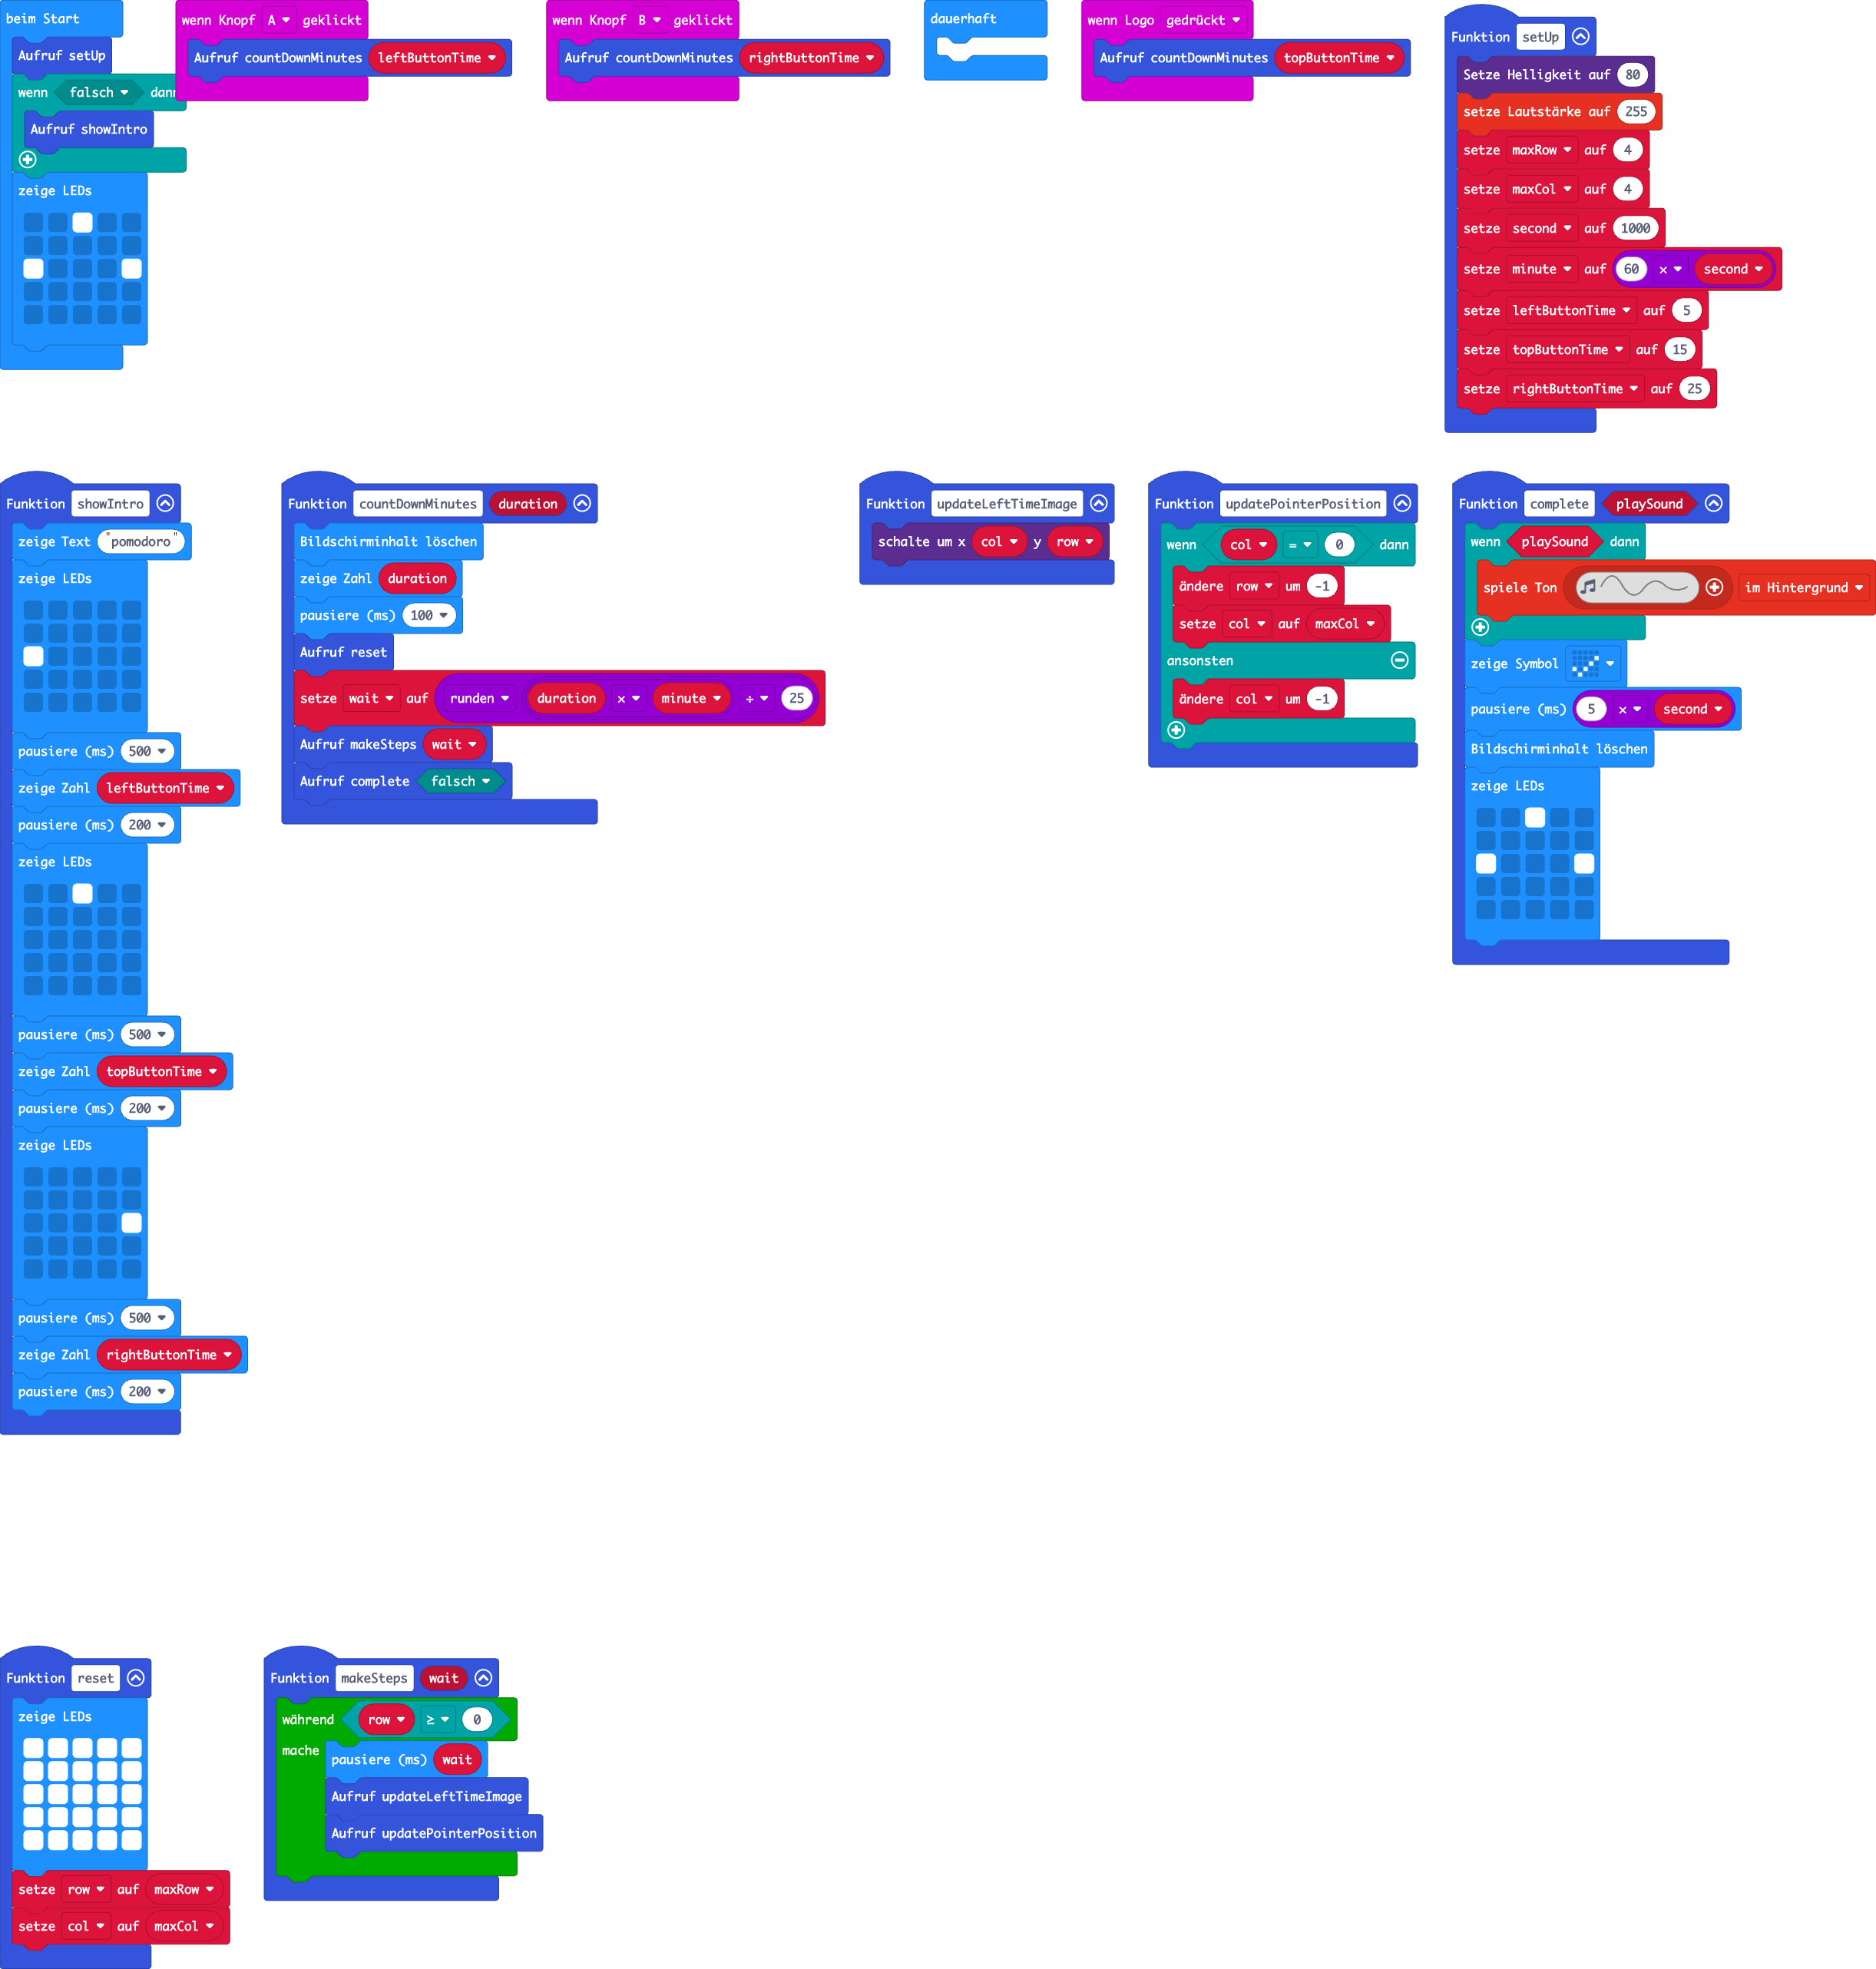 beim Start
Aufruf setUp
wenn falsch dann
Aufruf showIntro
zeige LEDs
wenn Knopf A geklickt
Aufruf countDownMinutes leftButtonTime
wenn Knopf B geklickt
Aufruf countDownMinutes rightButtonTime
dauerhaft
wenn Logo gedrückt
Aufruf countDownMinutes topButtonTime
Funktion setUp
Setze Helligkeit auf 80
setze Lautstärke auf 255
setze maxRow auf 4
setze maxCol auf 4
setze second auf 1000
setze minute auf 60 × second
setze leftButtonTime auf 5
setze topButtonTime auf 15
setze rightButtonTime auf 25
Funktion showIntro
zeige Text "pomodoro"
zeige LEDs
pausiere (ms) 500
zeige Zahl leftButtonTime
pausiere (ms) 200
zeige LEDs
pausiere (ms) 500
zeige Zahl topButtonTime
pausiere (ms) 200
zeige LEDs
pausiere (ms) 500
zeige Zahl rightButtonTime
pausiere (ms) 200
Funktion countDownMinutes duration
Bildschirminhalt löschen
zeige Zahl duration
pausiere (ms) 100
Aufruf reset
setze wait auf runden duration × minute ÷ 25
Aufruf makeSteps wait
Aufruf complete falsch
Funktion updateLeftTimeImage
schalte um x col y row
Funktion updatePointerPosition
wenn col = 0 dann
ändere row um -1
setze col auf maxCol
ansonsten
ändere col um -1
Funktion complete playSound
wenn playSound dann
spiele Ton im Hintergrund
zeige Symbol
pausiere (ms) 5 × second
Bildschirminhalt löschen
zeige LEDs
Funktion reset
zeige LEDs
setze row auf maxRow
setze col auf maxCol
Funktion makeSteps wait
während row ≥ 0
mache pausiere (ms) wait
Aufruf updateLeftTimeImage
Aufruf updatePointerPosition